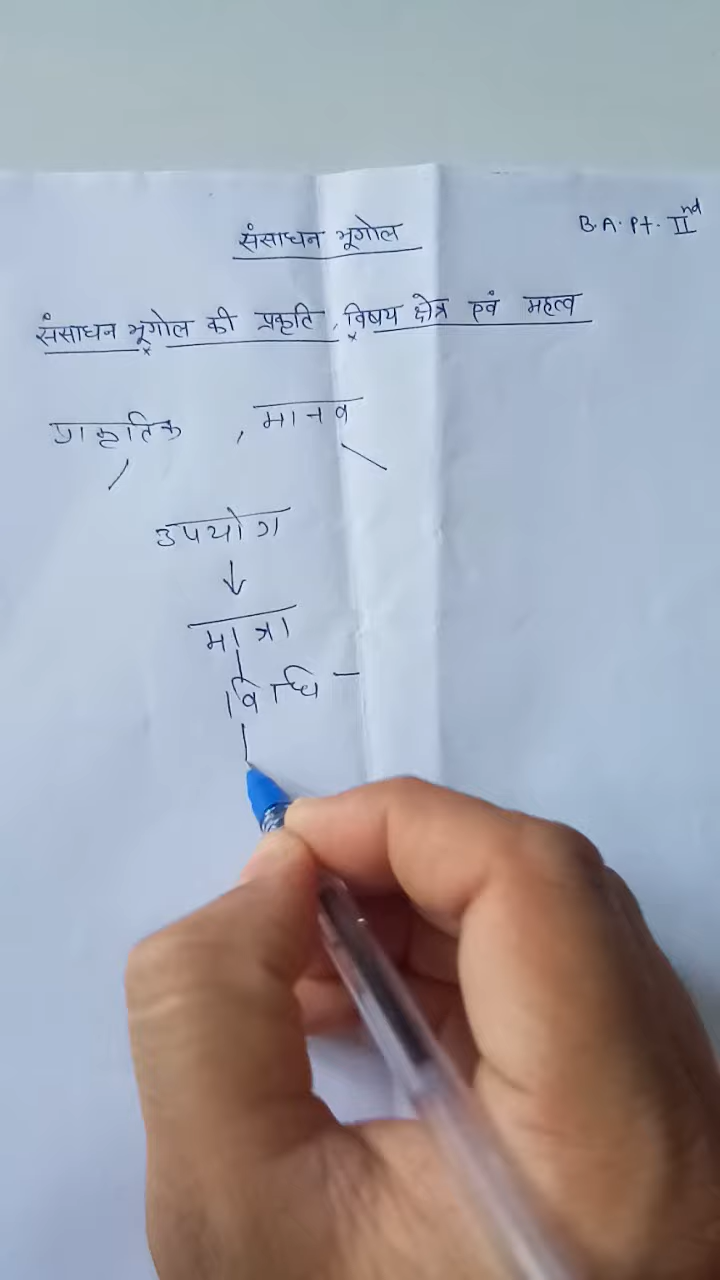 संसाधन भूगोल
B.A. Pt. IInd
संसाधन भूगोल की प्रकृति, विषय क्षेत्र एवं महत्व
प्राकृतिक, मानव
उपयोग
मात्रा
विधि